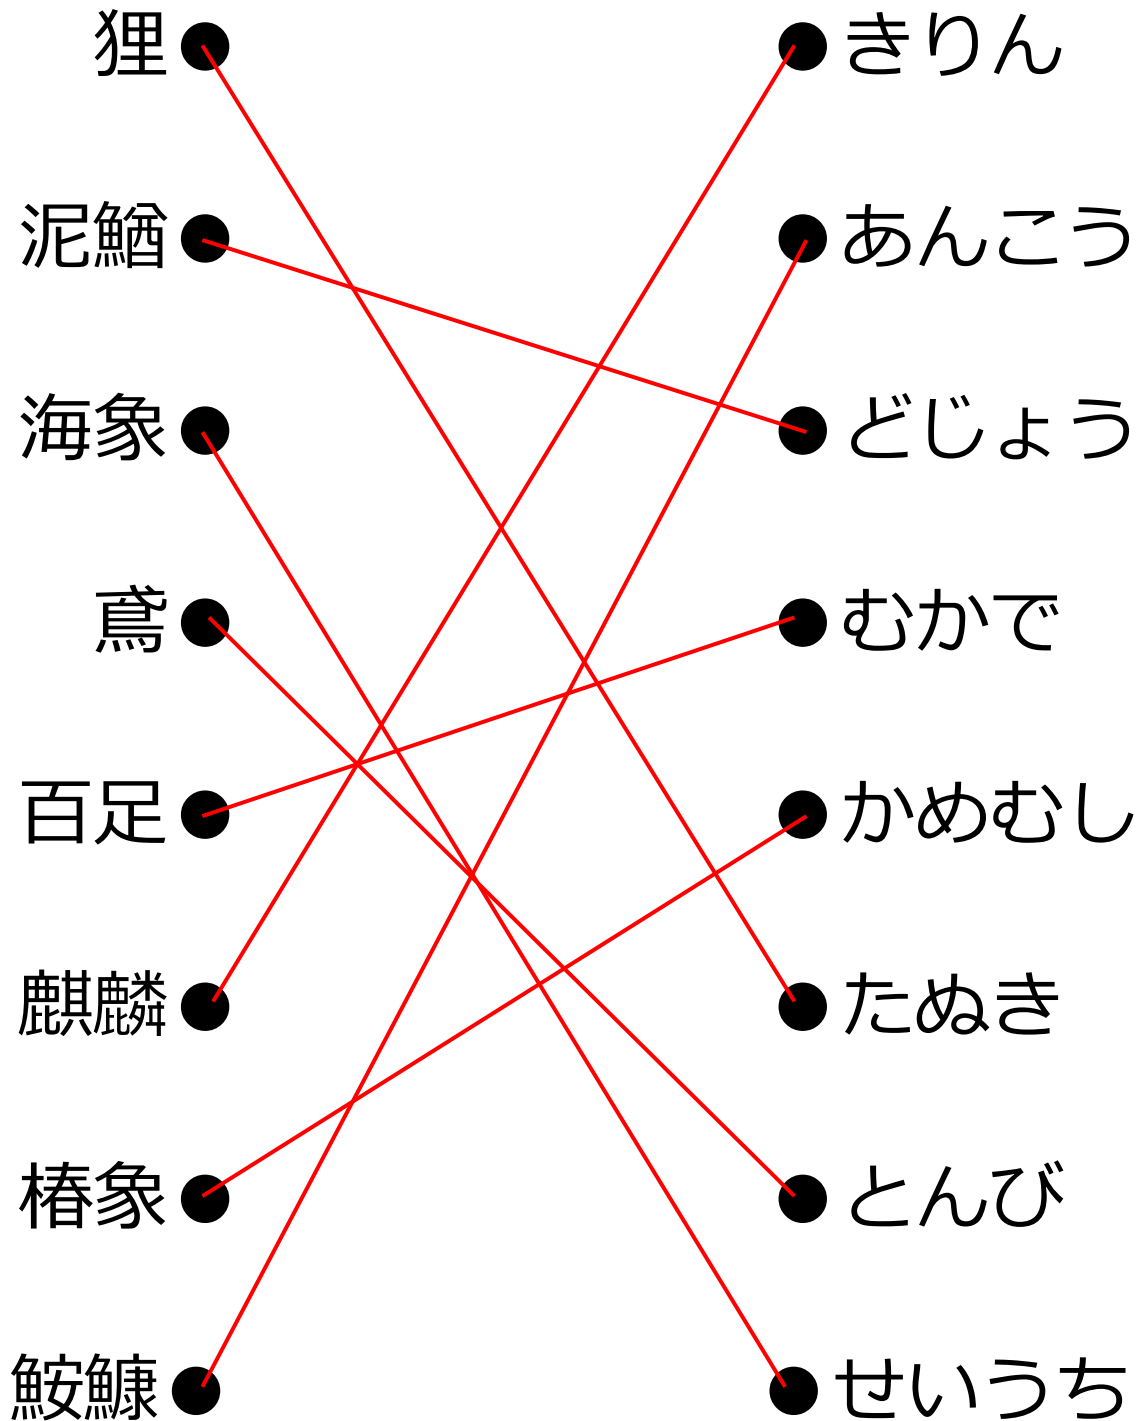 狸 きりん
泥鰌 あんこう
海象 どじょう
鳶 むかで
百足 かめむし
麒麟 たぬき
椿象 とんび
鮟鱇 せいうち